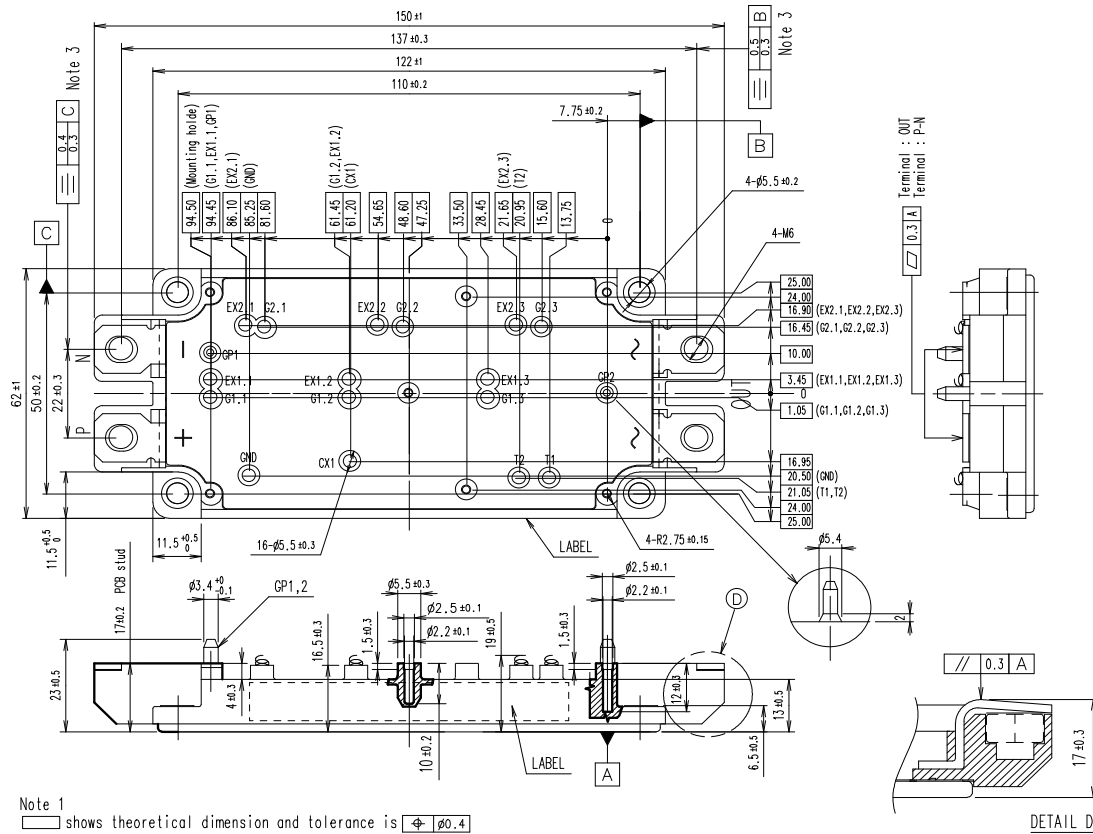 150 ±1
137 ±0.3
122 ±1
110 ±0.2
7.75 ±0.2
0.4
0.3
C
Note 3
0.5
0.3
B
Note 3
B
C
94.50 (Mounting holde)
94.45 (G1.1,EX1.1,GP1)
86.10 (EX2.1)
85.25 (GND)
81.60
61.45 (G1.2,EX1.2)
61.20 (CX1)
54.65
48.60
47.25
33.50
28.45
21.65 (EX2.3)
20.95 (T2)
15.60
13.75
0
4-ø5.5 ±0.2
4-M6
Terminal : OUT
Terminal : P-N
0.3 A
62 ±1
50 ±0.2
22 ±0.3
N
P
−
+
~
~
EX2.1
G2.1
EX2.2
G2.2
EX2.3
G2.3
GP1
EX1.1
G1.1
EX1.2
G1.2
EX1.3
G1.3
GP2
GND
CX1
T2
T1
25.00
24.00
16.90 (EX2.1,EX2.2,EX2.3)
16.45 (G2.1,G2.2,G2.3)
10.00
3.45 (EX1.1,EX1.2,EX1.3)
0
1.05 (G1.1,G1.2,G1.3)
16.95
20.50 (GND)
21.05 (T1,T2)
24.00
25.00
11.5 +0.5 0
11.5 +0.5 0
16-ø5.5 ±0.3
LABEL
4-R2.75 ±0.15
ø5.4
2
17±0.2 PCB stud
ø3.4 +0 -0.1
GP1,2
23±0.5
4±0.3
16.5±0.3
1.5±0.3
ø5.5±0.3
ø2.5±0.1
ø2.2±0.1
19±0.5
ø2.5±0.1
ø2.2±0.1
1.5±0.3
12±0.3
D
10±0.2
LABEL
A
6.5±0.5
13±0.5
// 0.3 A
17±0.3
DETAIL D
Note 1
shows theoretical dimension and tolerance is ø0.4